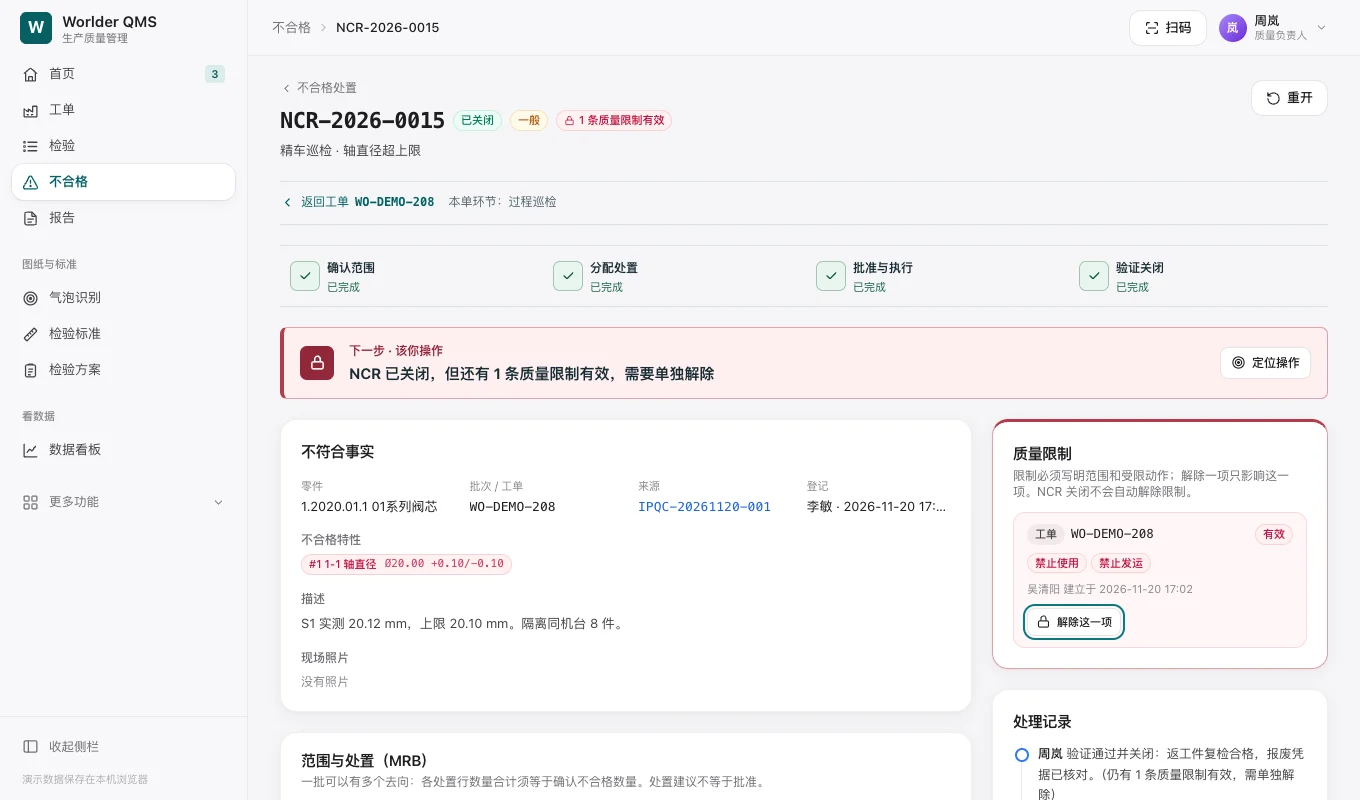 W
Worlder QMS
生产质量管理
首页
3
工单
检验
不合格
报告
图纸与标准
气泡识别
检验标准
检验方案
看数据
数据看板
更多功能
收起侧栏
演示数据保存在本机浏览器
不合格 › NCR-2026-0015
扫码
岚
周岚
质量负责人
不合格处置
重开
NCR-2026-0015 已关闭 一般 1 条质量限制有效
精车巡检 · 轴直径超上限
返回工单 WO-DEMO-208 本单环节：过程巡检
确认范围
已完成
分配处置
已完成
批准与执行
已完成
验证关闭
已完成
下一步 · 该你操作
NCR 已关闭，但还有 1 条质量限制有效，需要单独解除
定位操作
不符合事实
零件
1.2020.01.1 01系列阀芯
批次 / 工单
WO-DEMO-208
来源
IPQC-20261120-001
登记
李敏 · 2026-11-20 17:…
不合格特性
#1 1-1 轴直径 Ø20.00 +0.10/-0.10
描述
S1 实测 20.12 mm，上限 20.10 mm。隔离同机台 8 件。
现场照片
没有照片
范围与处置（MRB）
一批可以有多个去向：各处置行数量合计须等于确认不合格数量。处置建议不等于批准。
质量限制
限制必须写明范围和受限动作；解除一项只影响这一
项。NCR 关闭不会自动解除限制。
工单 WO-DEMO-208
有效
禁止使用 禁止发运
吴清阳 建立于 2026-11-20 17:02
解除这一项
处理记录
周岚 验证通过并关闭：返工件复检合格，报废凭
据已核对。（仍有 1 条质量限制有效，需单独解
除）